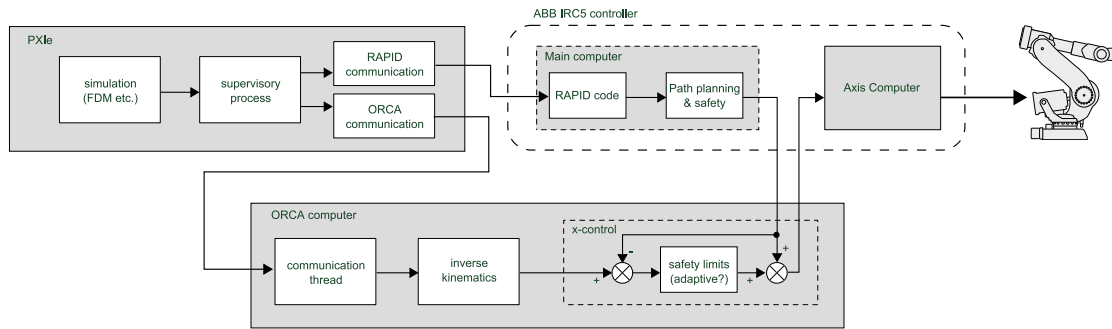 ABB IRC5 controller
PXIe
simulation
(FDM etc.)
supervisory
process
RAPID
communication
ORCA
communication
Main computer
RAPID code
Path planning
& safety
Axis Computer
ORCA computer
communication
thread
inverse
kinematics
x-control
+
-
safety limits
(adaptive?)
+
+